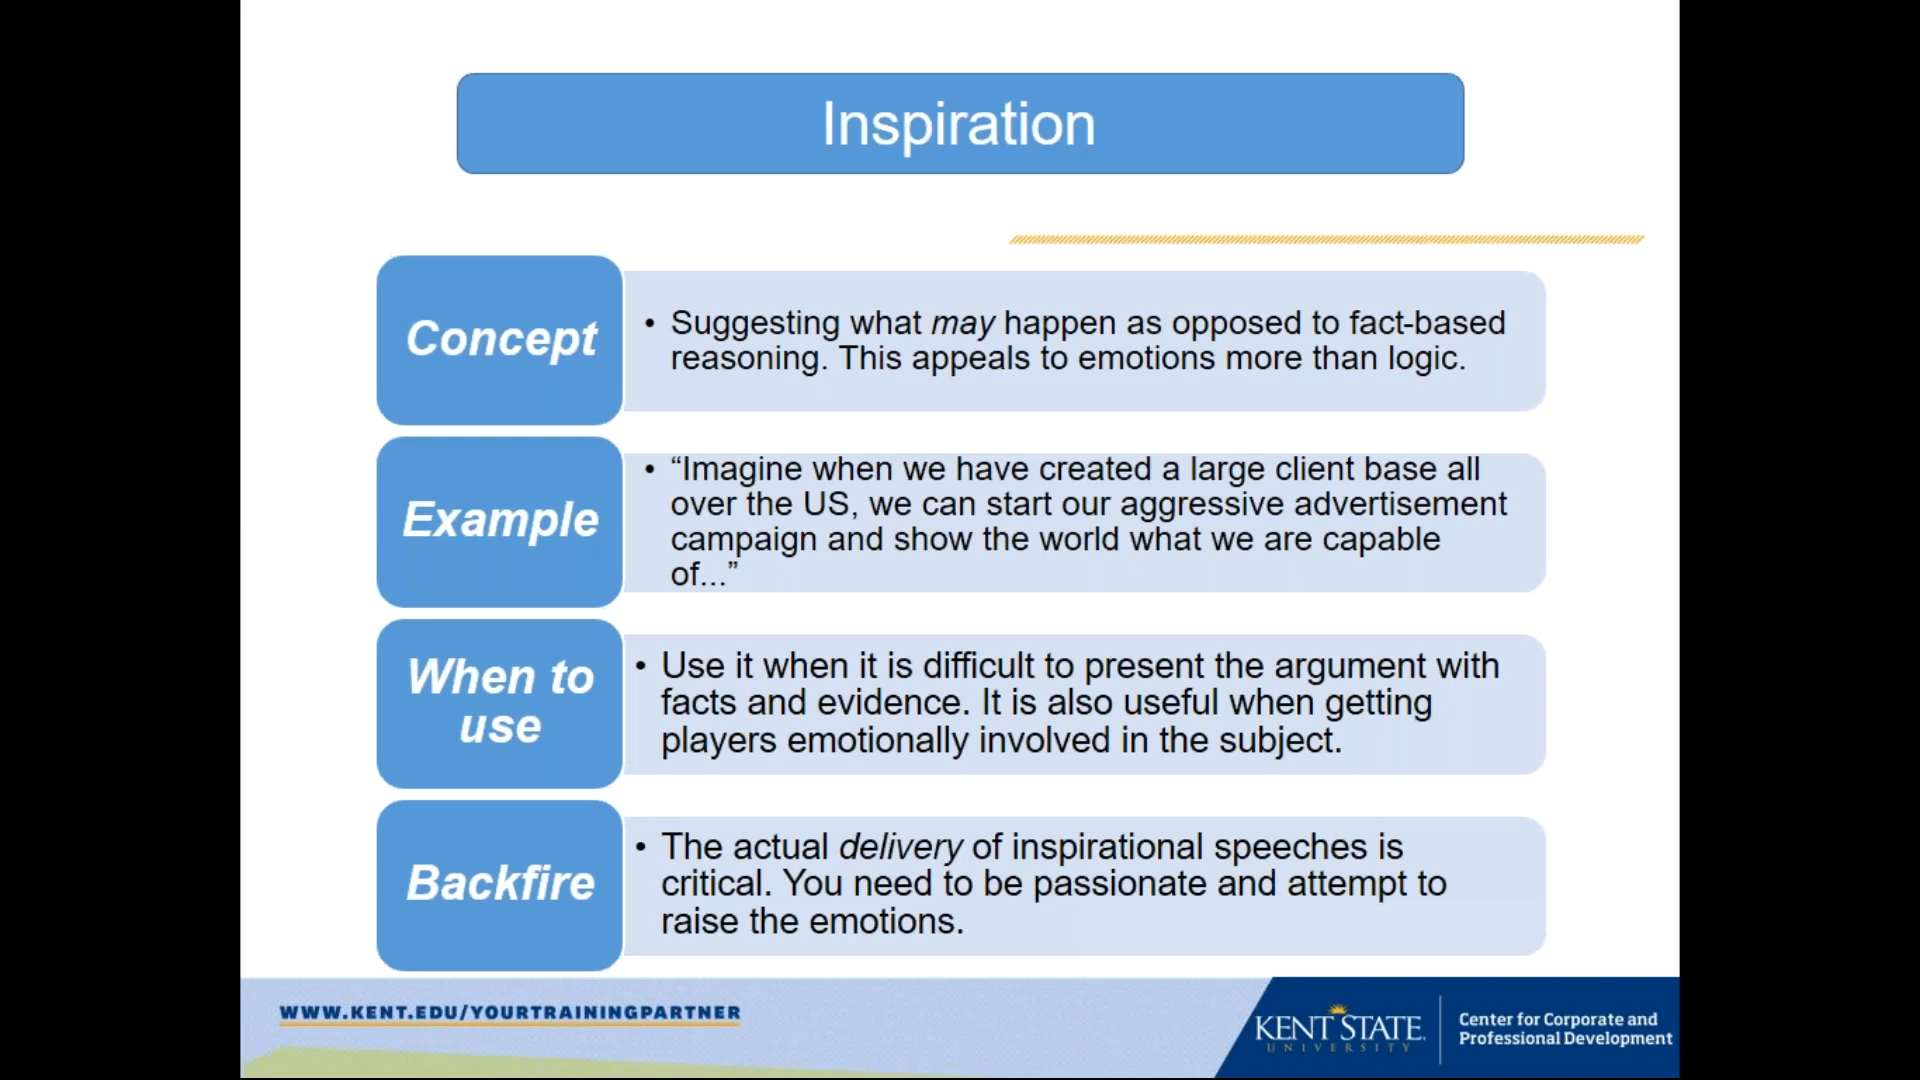 Inspiration
Concept
• Suggesting what may happen as opposed to fact-based
reasoning. This appeals to emotions more than logic.
Example
• “Imagine when we have created a large client base all
over the US, we can start our aggressive advertisement
campaign and show the world what we are capable
of...”
When to
use
• Use it when it is difficult to present the argument with
facts and evidence. It is also useful when getting
players emotionally involved in the subject.
Backfire
• The actual delivery of inspirational speeches is
critical. You need to be passionate and attempt to
raise the emotions.
WWW.KENT.EDU/YOURTRAININGPARTNER
KENT STATE
UNIVERSITY
Center for Corporate and
Professional Development